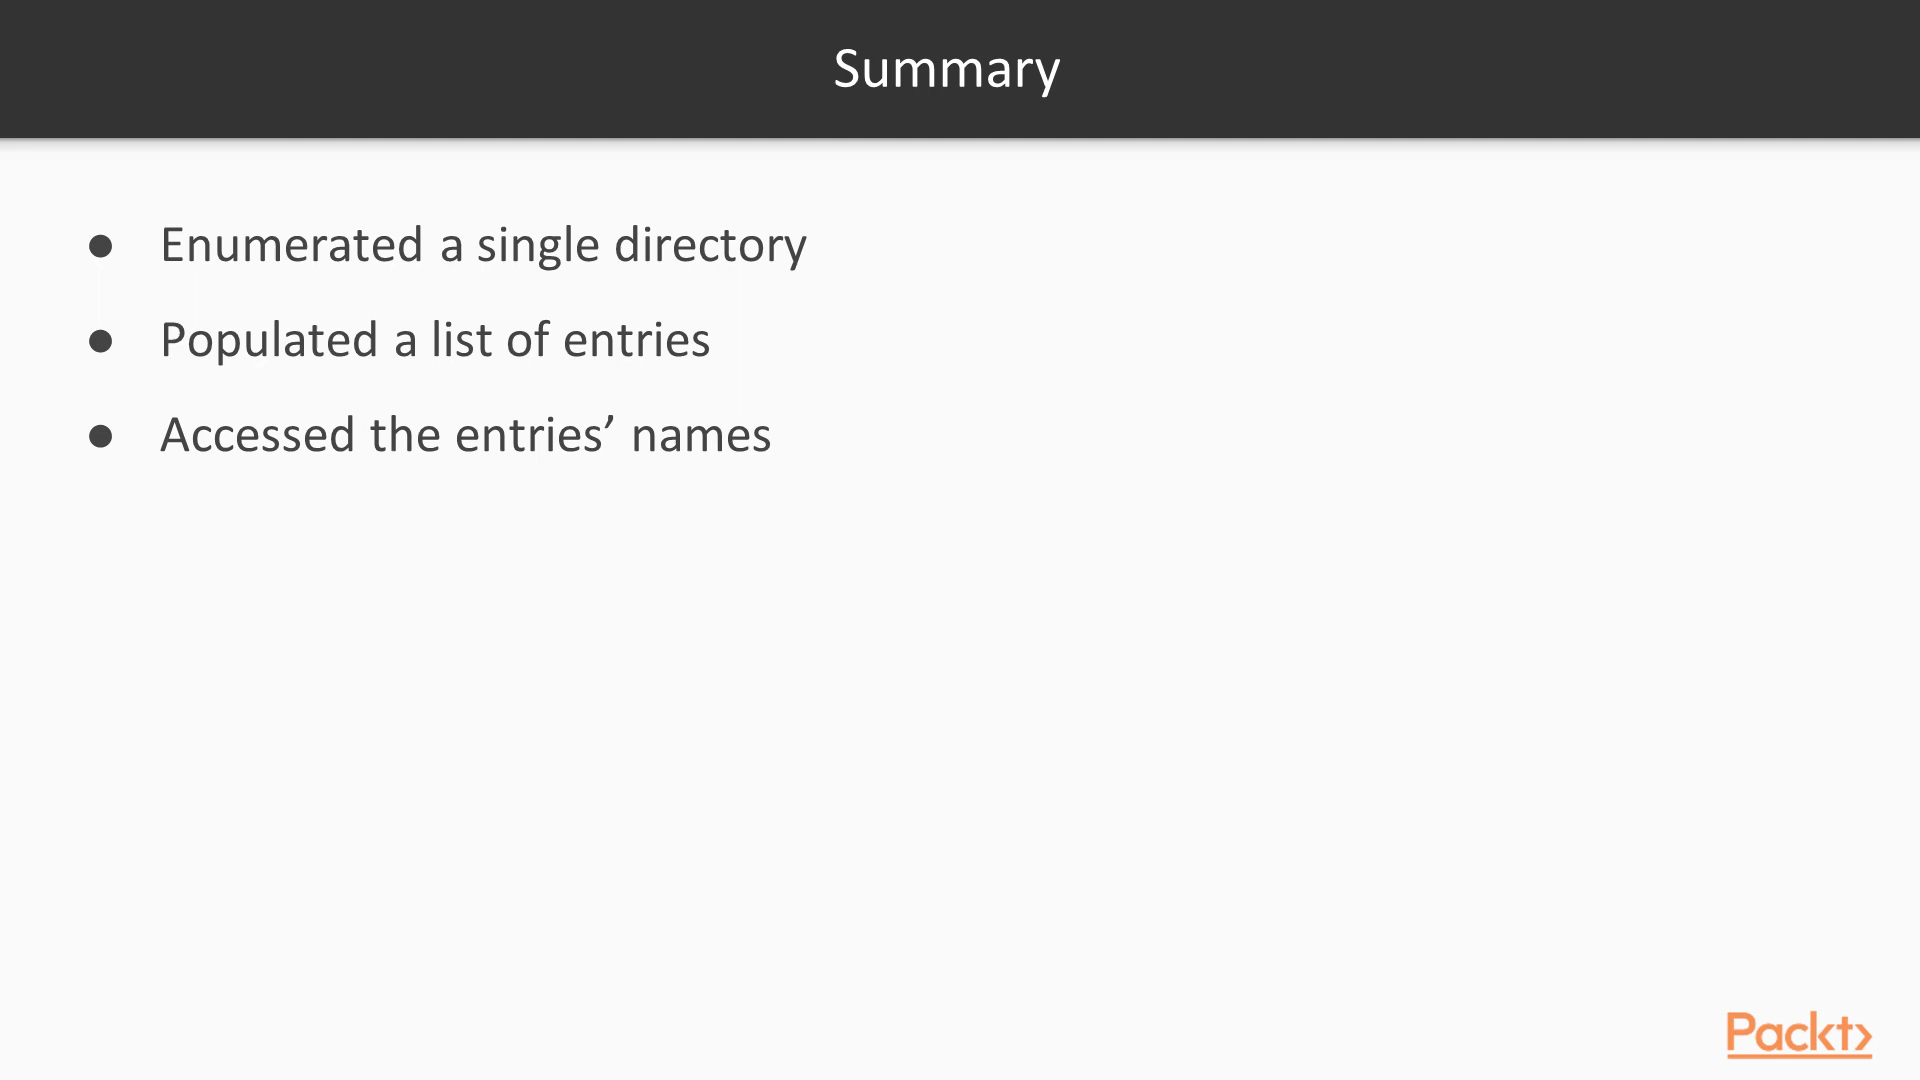 Summary
● Enumerated a single directory
● Populated a list of entries
● Accessed the entries’ names
Packt>